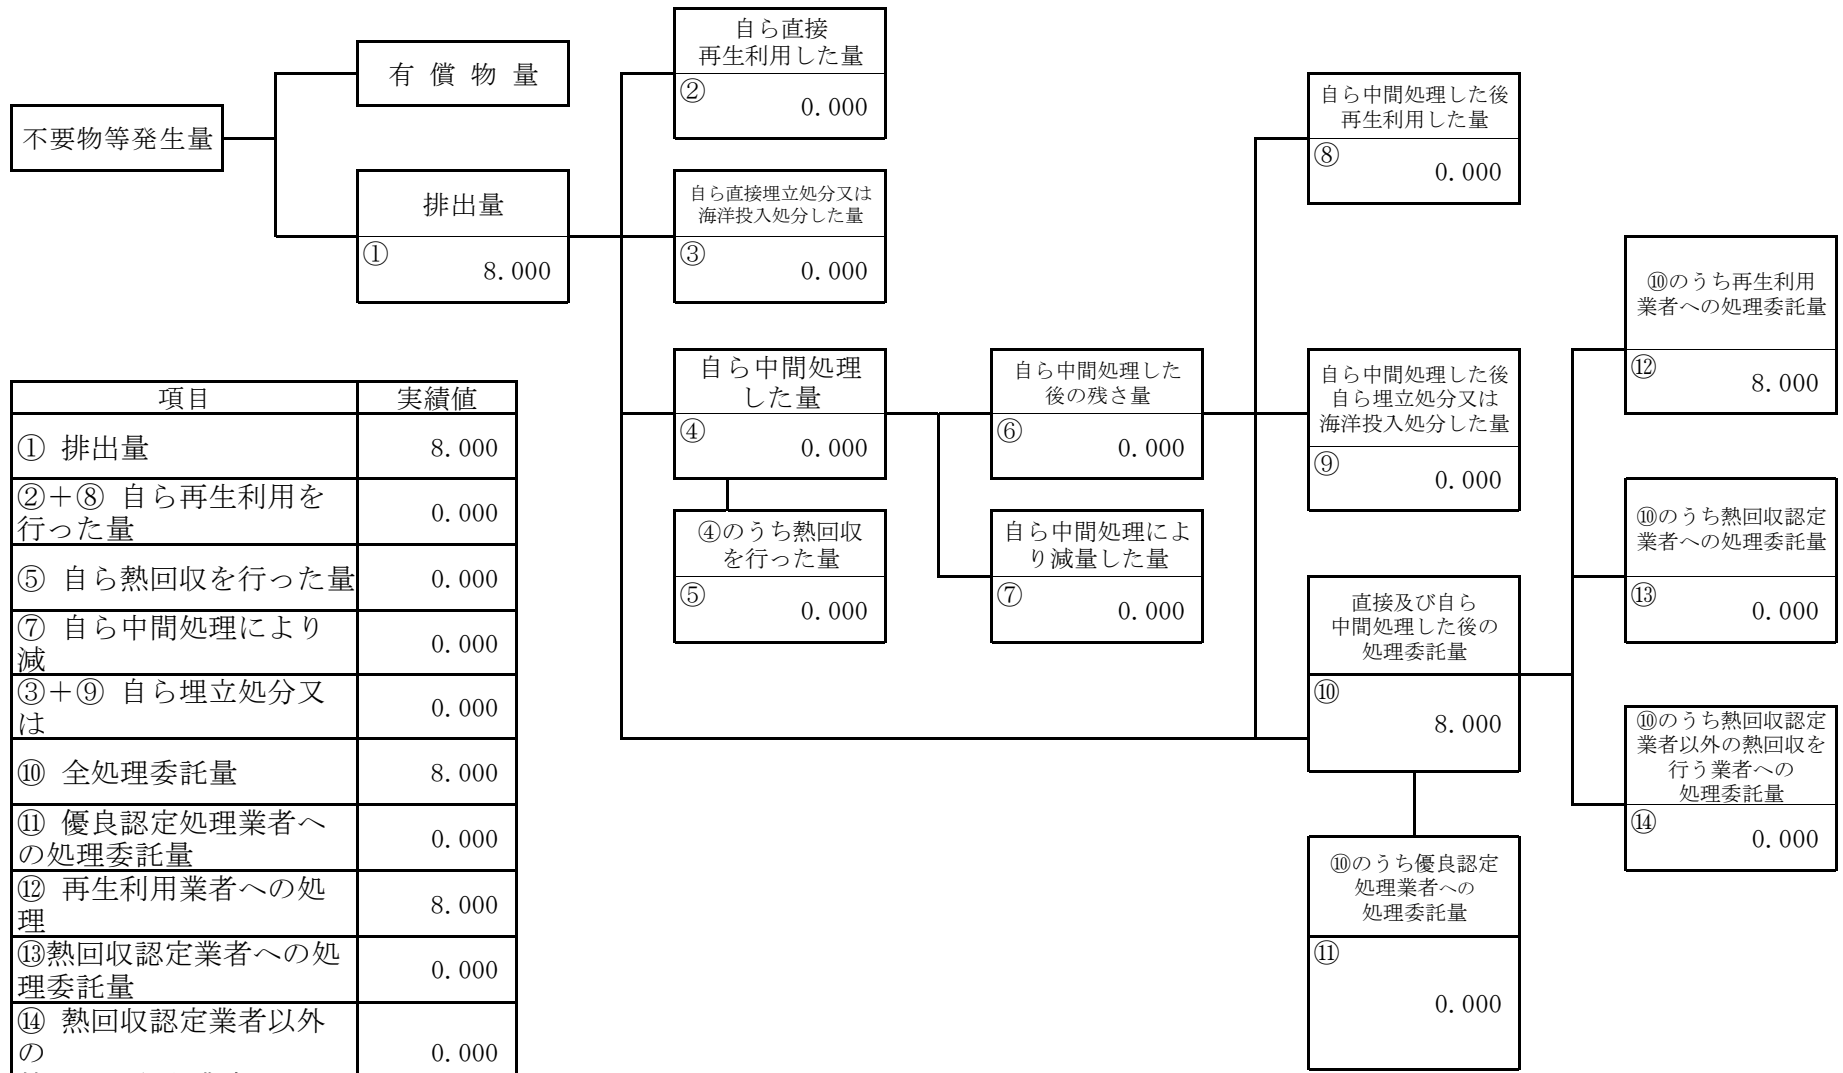 不要物等発生量
有 償 物 量
排出量
①
8.000
自ら直接
再生利用した量
②
0.000
自ら直接埋立処分又は
海洋投入処分した量
③
0.000
自ら中間処理
した量
④
0.000
④のうち熱回収
を行った量
⑤
0.000
自ら中間処理した
後の残さ量
⑥
0.000
自ら中間処理によ
り減量した量
⑦
0.000
自ら中間処理した後
再生利用した量
⑧
0.000
自ら中間処理した後
自ら埋立処分又は
海洋投入処分した量
⑨
0.000
直接及び自ら
中間処理した後の
処理委託量
⑩
8.000
⑩のうち優良認定
処理業者への
処理委託量
⑪
0.000
⑩のうち再生利用
業者への処理委託量
⑫
8.000
⑩のうち熱回収認定
業者への処理委託量
⑬
0.000
⑩のうち熱回収認定
業者以外の熱回収を
行う業者への
処理委託量
⑭
0.000
項目 実績値
① 排出量 8.000
②＋⑧ 自ら再生利用を
行った量
0.000
⑤ 自ら熱回収を行った量 0.000
⑦ 自ら中間処理により
減
0.000
③＋⑨ 自ら埋立処分又
は
0.000
⑩ 全処理委託量 8.000
⑪ 優良認定処理業者へ
の処理委託量
0.000
⑫ 再生利用業者への処
理
8.000
⑬熱回収認定業者への処
理委託量
0.000
⑭ 熱回収認定業者以外
の
0.000